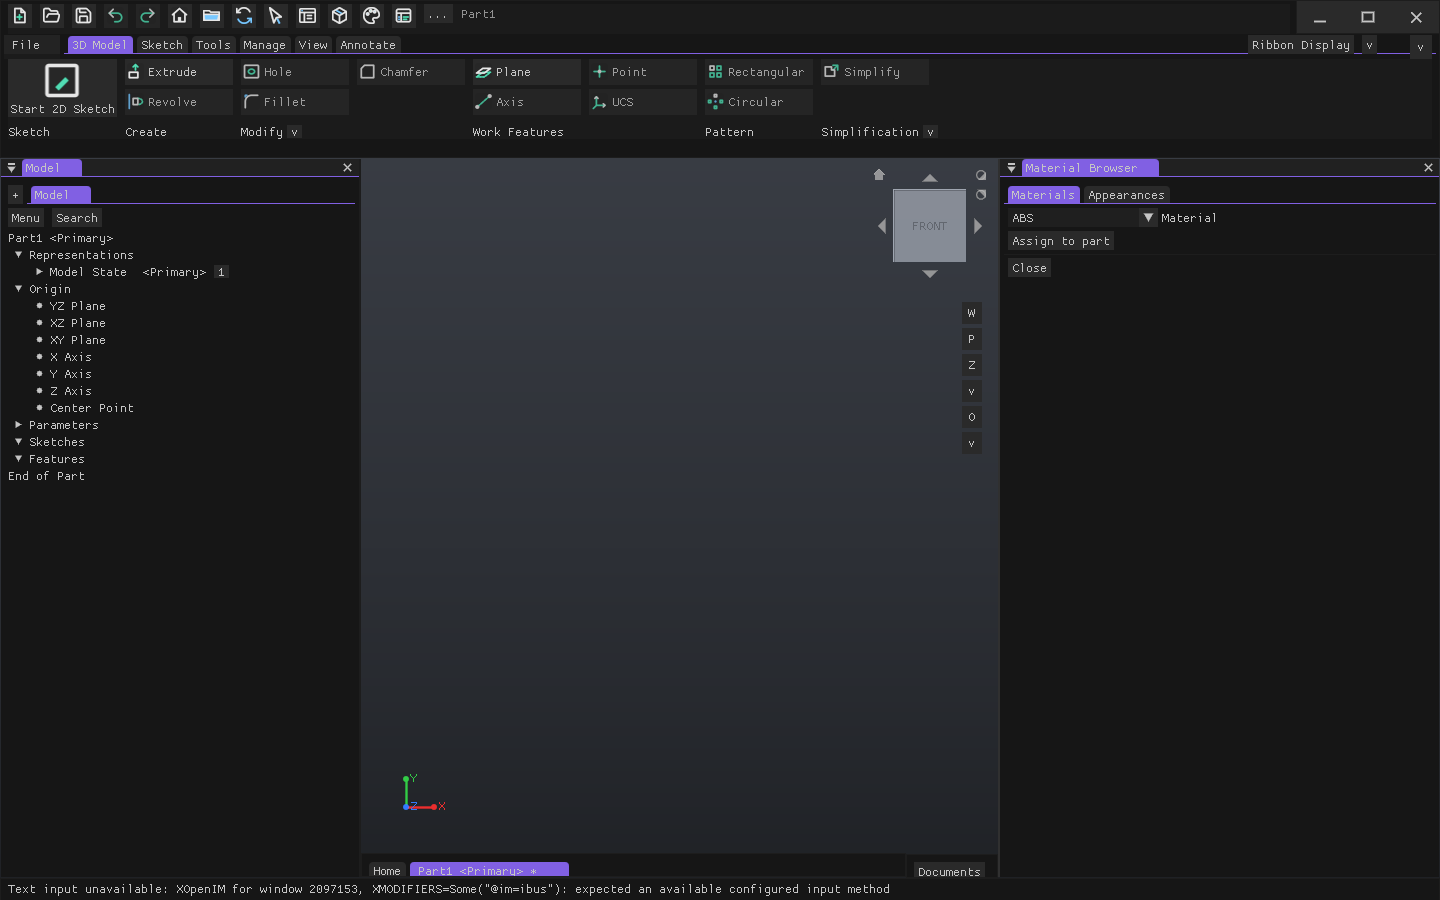 ... Part1
File 3D Model Sketch Tools Manage View Annotate Ribbon Display v v
Start 2D Sketch Extrude Hole Chamfer Plane Point Rectangular Simplify
Revolve Fillet Axis UCS Circular
Sketch Create Modify v Work Features Pattern Simplification v
Model
+ Model
Menu Search
Part1 <Primary>
Representations
Model State <Primary> 1
Origin
YZ Plane
XZ Plane
XY Plane
X Axis
Y Axis
Z Axis
Center Point
Parameters
Sketches
Features
End of Part
FRONT
W
P
Z
v
O
v
Y
Z X
Home Part1 <Primary> * Documents
Material Browser
Materials Appearances
ABS Material
Assign to part
Close
Text input unavailable: XOpenIM for window 2097153, XMODIFIERS=Some("@im=ibus"): expected an available configured input method